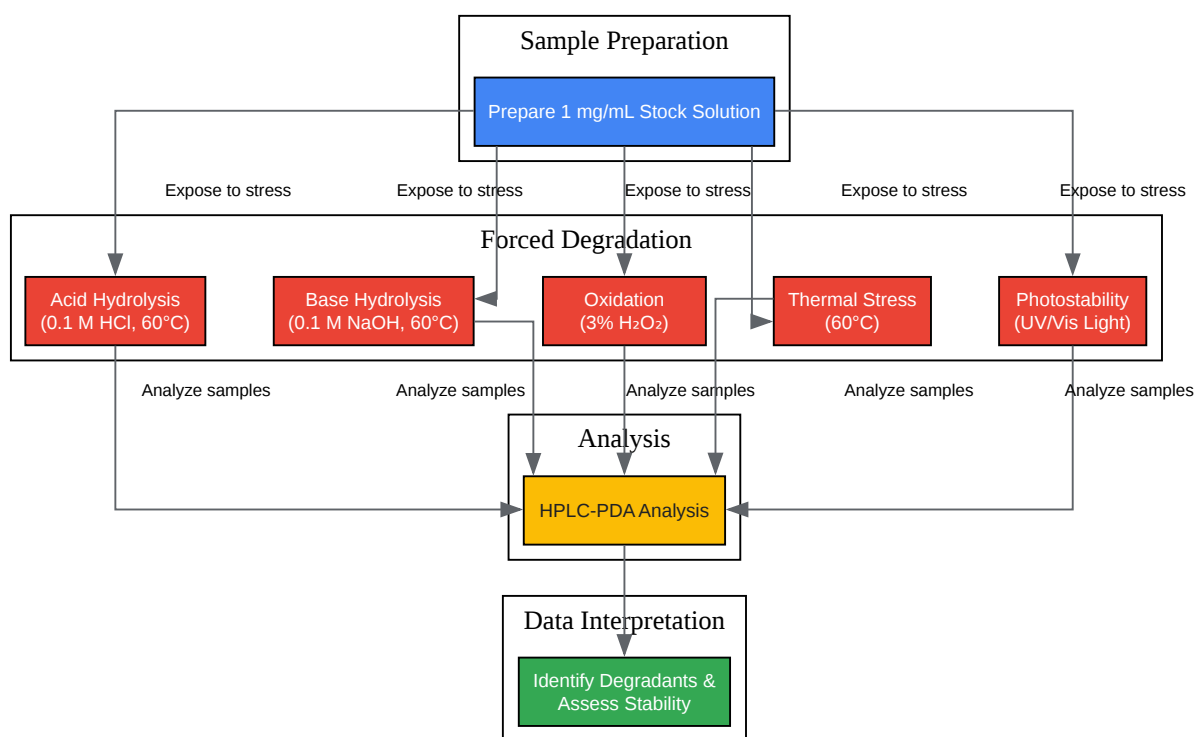 Sample Preparation
Prepare 1 mg/mL Stock Solution
Expose to stress
Expose to stress
Expose to stress
Expose to stress
Expose to stress
Forced Degradation
Acid Hydrolysis
(0.1 M HCl, 60°C)
Base Hydrolysis
(0.1 M NaOH, 60°C)
Oxidation
(3% H₂O₂)
Thermal Stress
(60°C)
Photostability
(UV/Vis Light)
Analyze samples
Analyze samples
Analyze samples
Analyze samples
Analyze samples
Analysis
HPLC-PDA Analysis
Data Interpretation
Identify Degradants &
Assess Stability